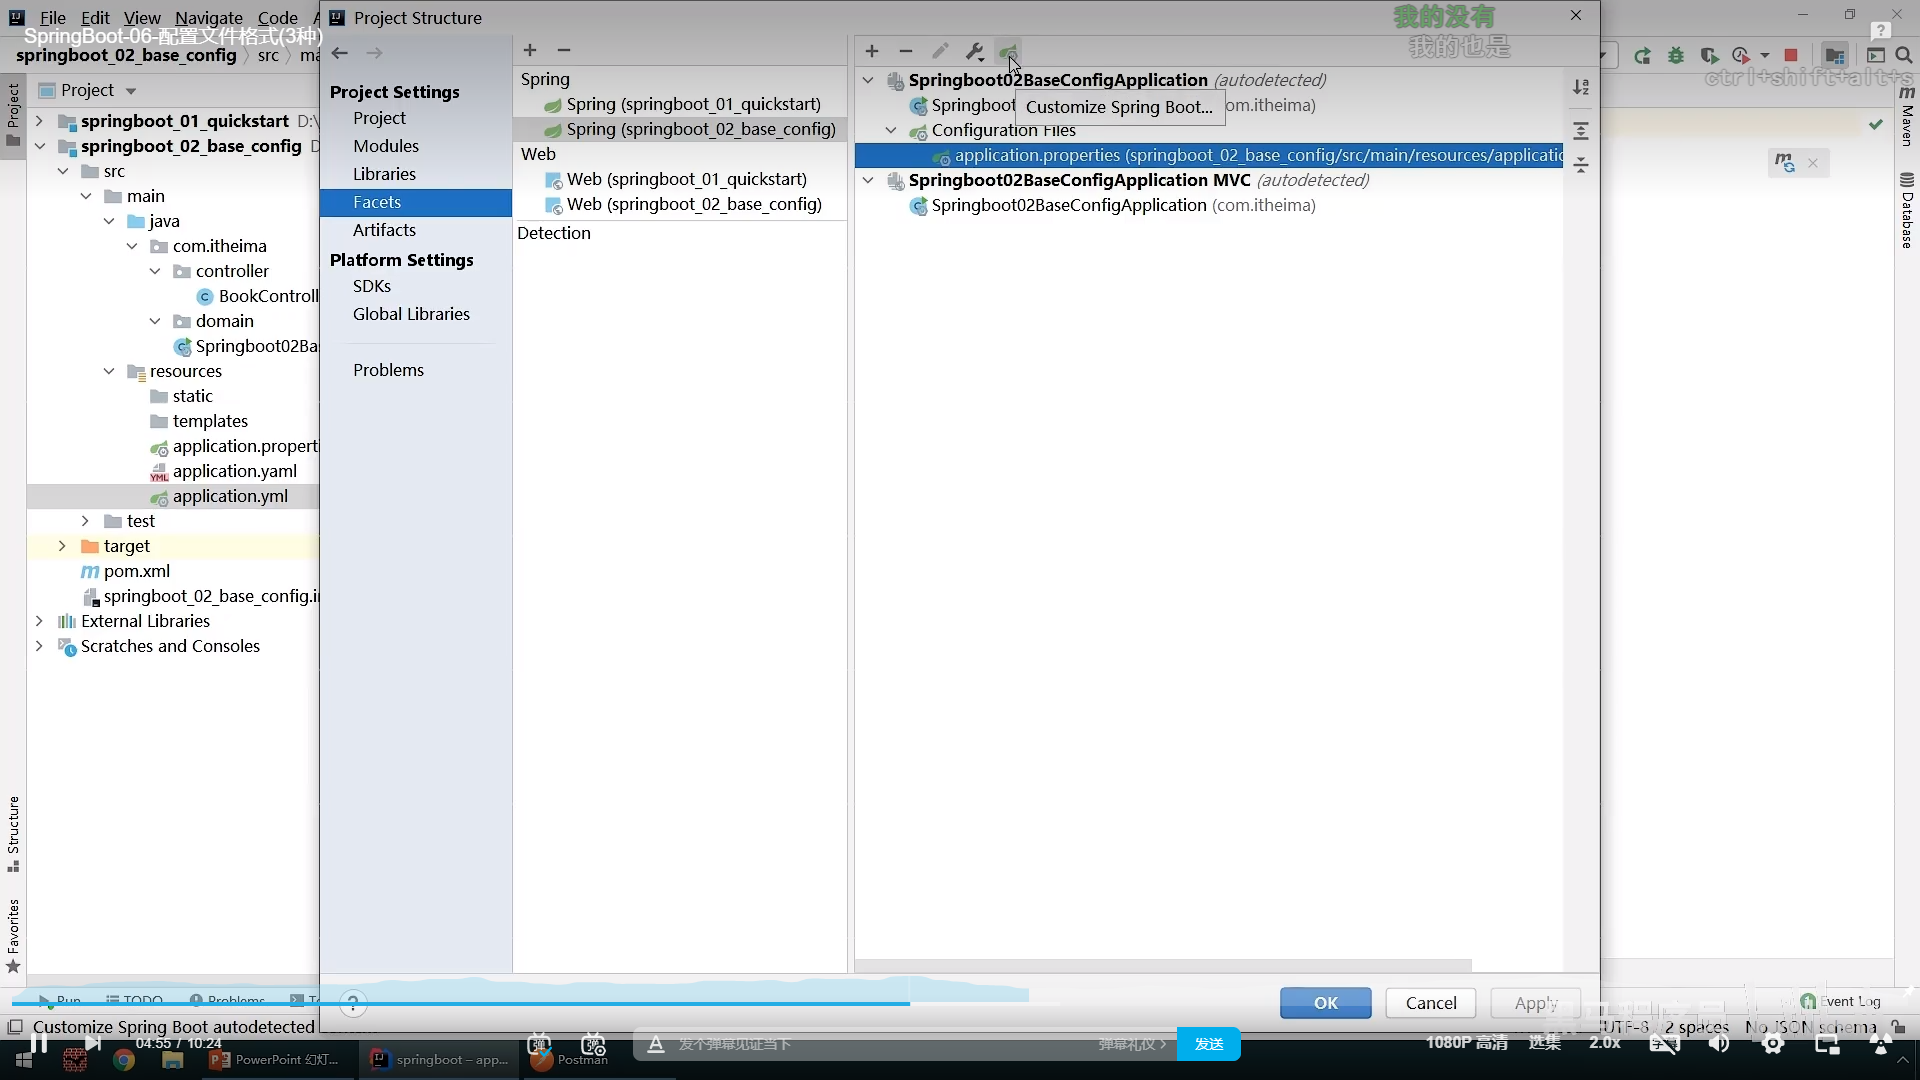 File Edit View Navigate Code
SpringBoot-06-配置文件格式(3种)
springboot_02_base_config > src
Project
springboot_01_quickstart
springboot_02_base_config
src
main
java
com.itheima
controller
BookControll
domain
Springboot02Ba
resources
static
templates
application.propert
application.yaml
application.yml
test
target
pom.xml
springboot_02_base_config.i
External Libraries
Scratches and Consoles
Project
Structure
Favorites
Project Structure
Project Settings
Project
Modules
Libraries
Facets
Artifacts
Platform Settings
SDKs
Global Libraries
Problems
Spring
Spring (springboot_01_quickstart)
Spring (springboot_02_base_config)
Web
Web (springboot_01_quickstart)
Web (springboot_02_base_config)
Detection
Springboot02BaseConfigApplication (autodetected)
Springboot
om.itheima)
Customize Spring Boot...
Configuration Files
application.properties (springboot_02_base_config/src/main/resources/applicatio
Springboot02BaseConfigApplication MVC (autodetected)
Springboot02BaseConfigApplication (com.itheima)
我的没有
我的也是
ctrl+shift+alt+s
Maven
Database
OK
Cancel
Apply
Run
TODO
Problems
Event Log
Customize Spring Boot autodetected
UTF-8
2 spaces
No JSON schema
04:55 / 10:24
发个弹幕见证当下
弹幕礼仪 >
发送
1080P 高清
选集
2.0x
PowerPoint 幻灯...
springboot – app...
Postman